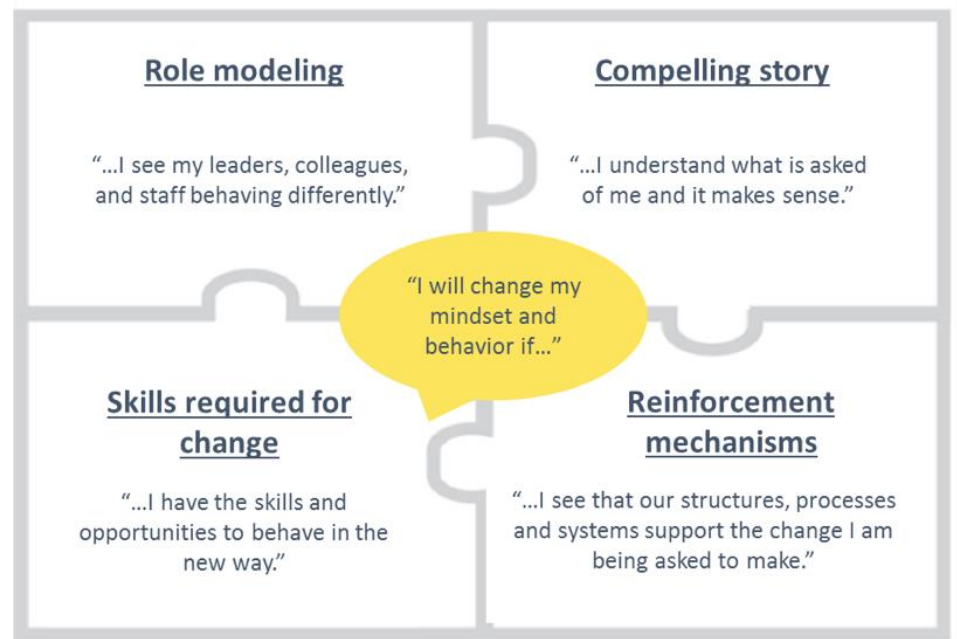 Role modeling
“...I see my leaders, colleagues,
and staff behaving differently.”
Compelling story
“...I understand what is asked
of me and it makes sense.”
“I will change my
mindset and
behavior if...”
Skills required for
change
“...I have the skills and
opportunities to behave in the
new way.”
Reinforcement
mechanisms
“...I see that our structures, processes
and systems support the change I am
being asked to make.”